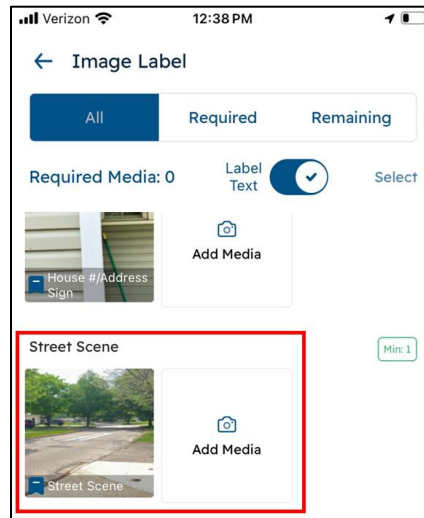 Verizon 12:38 PM
← Image Label
All Required Remaining
Required Media: 0 Label Text Select
House #/Address Sign
Add Media
Street Scene Min: 1
Street Scene
Add Media